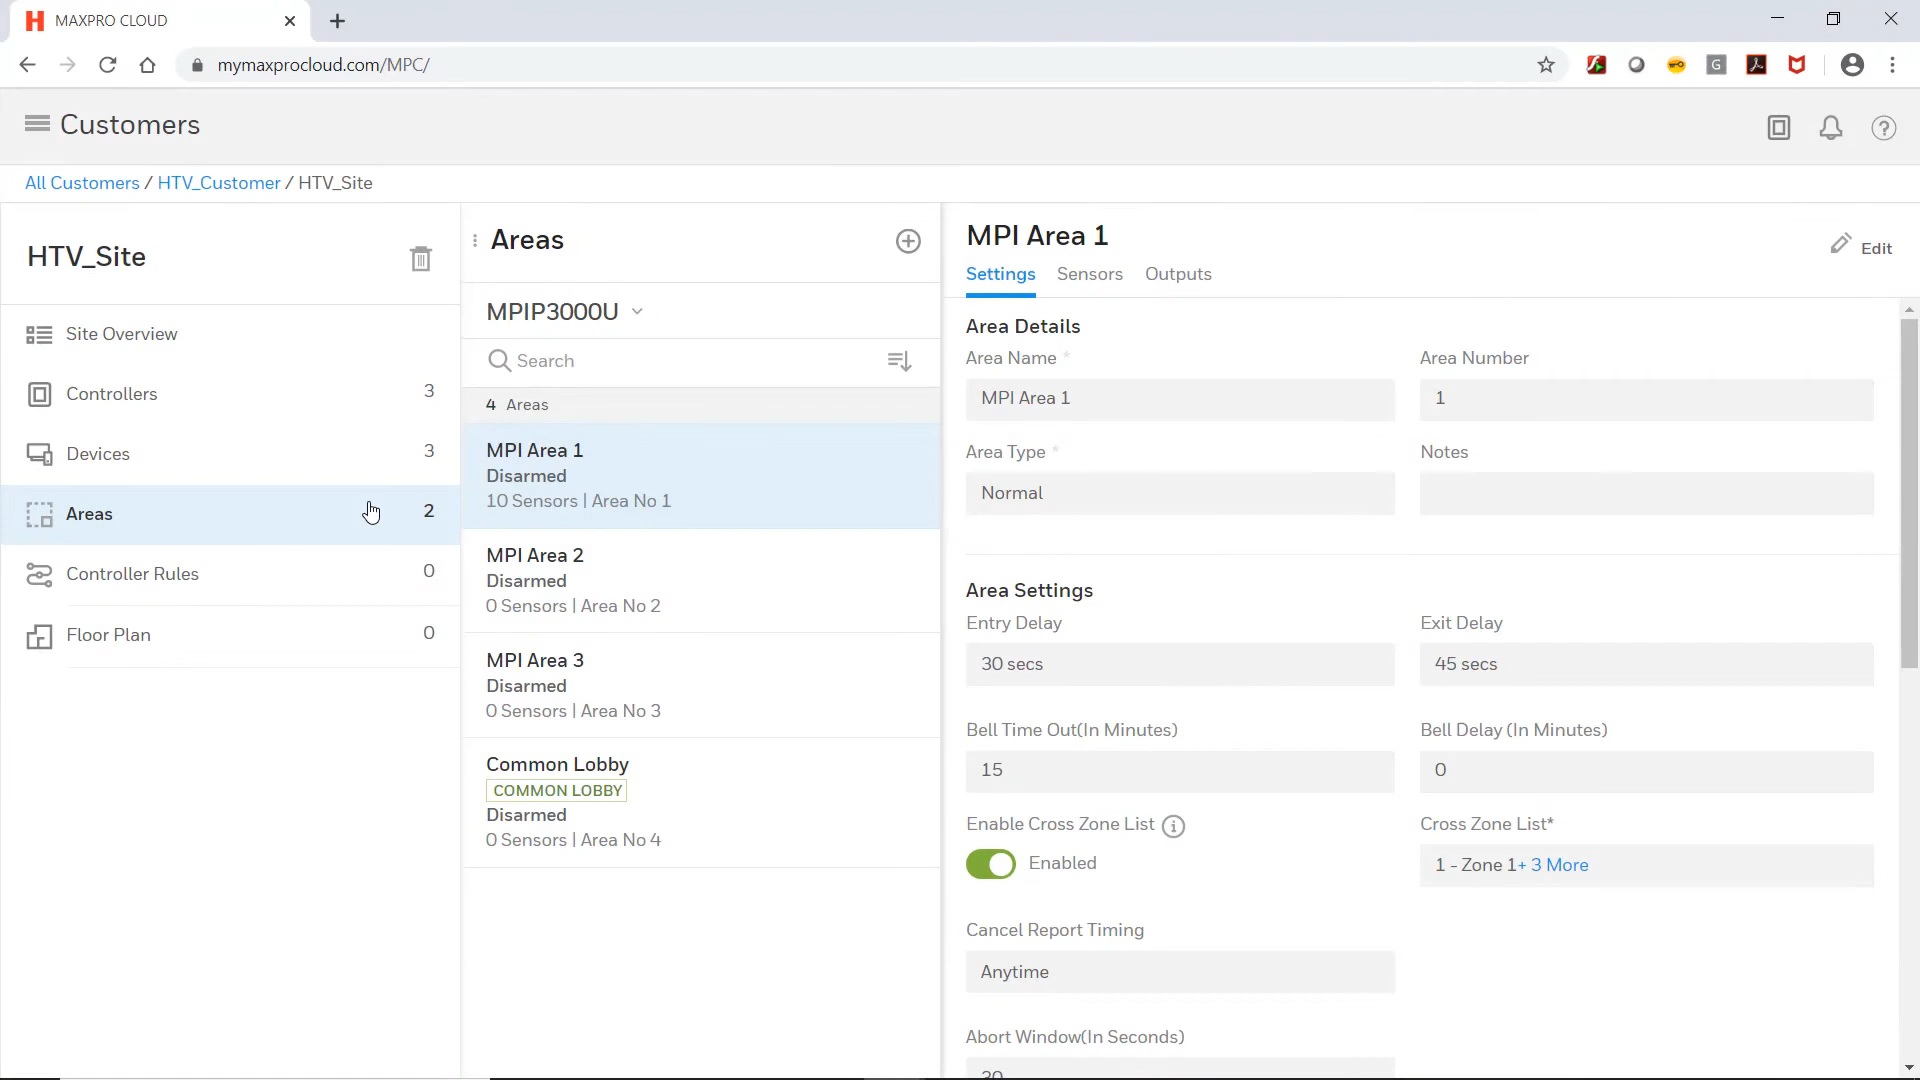 MAXPRO CLOUD
mymaxprocloud.com/MPC/
Customers
All Customers / HTV_Customer / HTV_Site
HTV_Site
Site Overview
Controllers 3
Devices 3
Areas 2
Controller Rules 0
Floor Plan 0
Areas
MPIP3000U
Search
4 Areas
MPI Area 1
Disarmed
10 Sensors | Area No 1
MPI Area 2
Disarmed
0 Sensors | Area No 2
MPI Area 3
Disarmed
0 Sensors | Area No 3
Common Lobby
COMMON LOBBY
Disarmed
0 Sensors | Area No 4
MPI Area 1
Edit
Settings Sensors Outputs
Area Details
Area Name * Area Number
MPI Area 1 1
Area Type * Notes
Normal
Area Settings
Entry Delay Exit Delay
30 secs 45 secs
Bell Time Out(In Minutes) Bell Delay (In Minutes)
15 0
Enable Cross Zone List Cross Zone List*
Enabled 1 - Zone 1+ 3 More
Cancel Report Timing
Anytime
Abort Window(In Seconds)
30